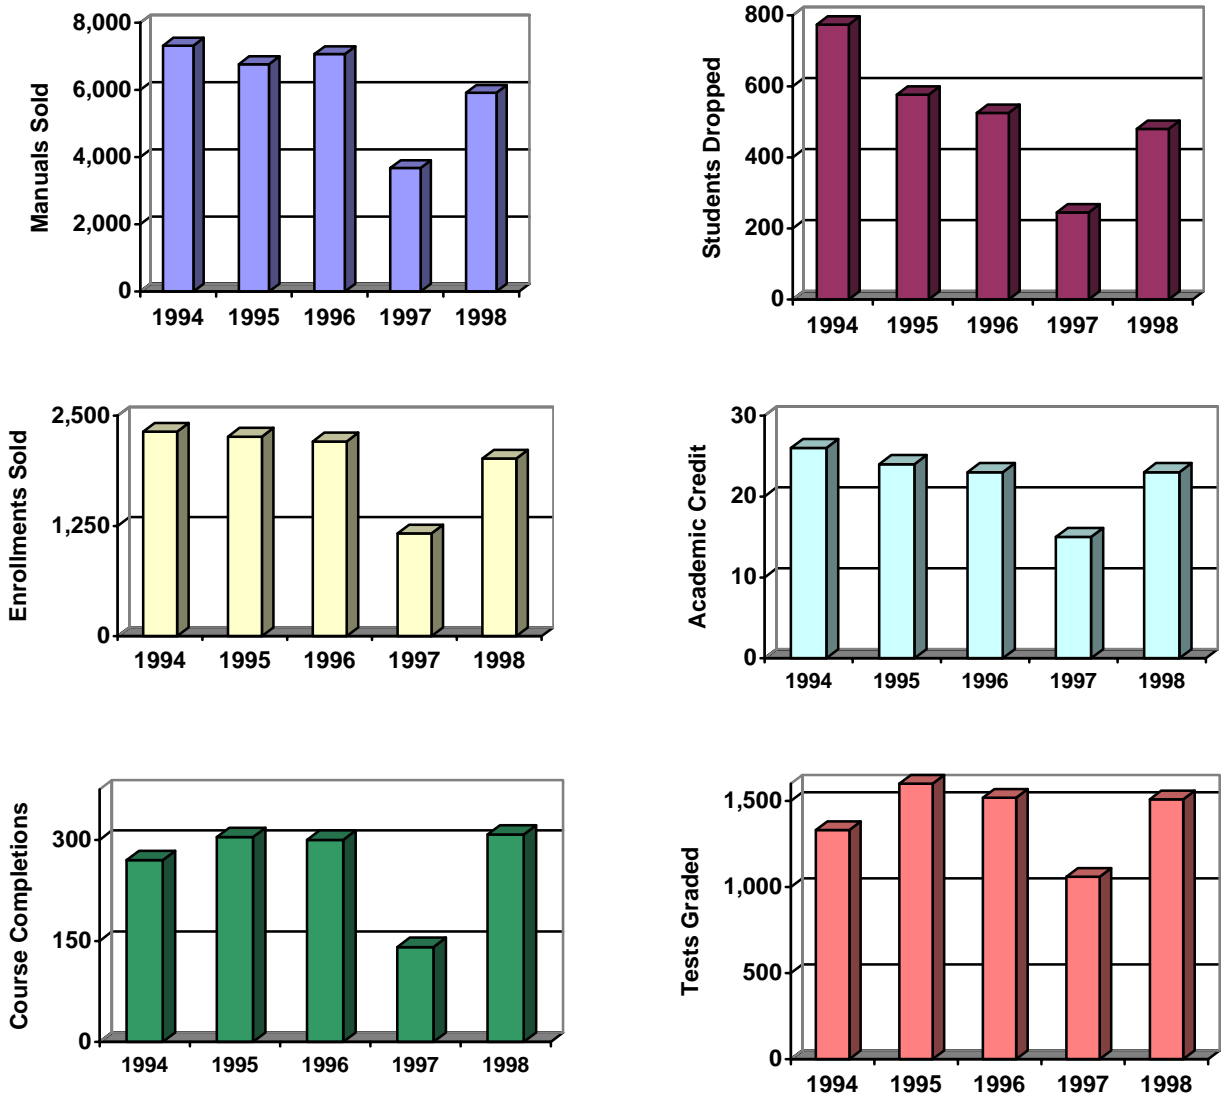 Manuals Sold
8,000
6,000
4,000
2,000
0
1994 1995 1996 1997 1998
Students Dropped
800
600
400
200
0
1994 1995 1996 1997 1998
Enrollments Sold
2,500
1,250
0
1994 1995 1996 1997 1998
Academic Credit
30
20
10
0
1994 1995 1996 1997 1998
Course Completions
300
150
0
1994 1995 1996 1997 1998
Tests Graded
1,500
1,000
500
0
1994 1995 1996 1997 1998